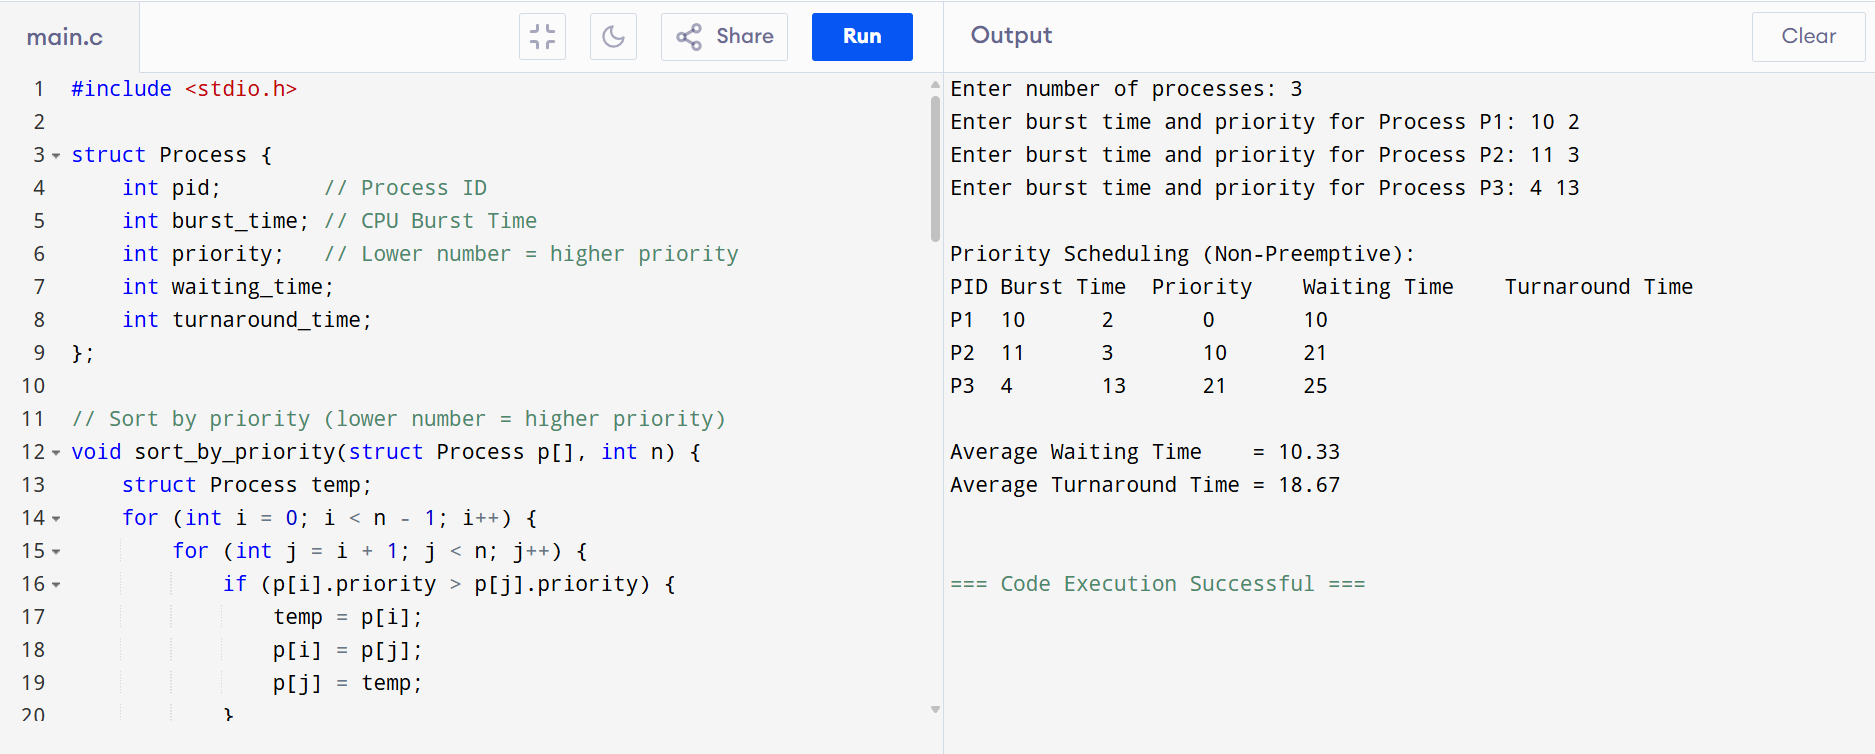 main.c
Share
Run
Output
Clear
1 #include <stdio.h>
2
3 struct Process {
4     int pid;        // Process ID
5     int burst_time; // CPU Burst Time
6     int priority;   // Lower number = higher priority
7     int waiting_time;
8     int turnaround_time;
9 };
10
11 // Sort by priority (lower number = higher priority)
12 void sort_by_priority(struct Process p[], int n) {
13     struct Process temp;
14     for (int i = 0; i < n - 1; i++) {
15         for (int j = i + 1; j < n; j++) {
16             if (p[i].priority > p[j].priority) {
17                 temp = p[i];
18                 p[i] = p[j];
19                 p[j] = temp;
20             }
Enter number of processes: 3
Enter burst time and priority for Process P1: 10 2
Enter burst time and priority for Process P2: 11 3
Enter burst time and priority for Process P3: 4 13
Priority Scheduling (Non-Preemptive):
PID Burst Time  Priority    Waiting Time    Turnaround Time
P1  10      2       0       10
P2  11      3       10      21
P3  4       13      21      25
Average Waiting Time    = 10.33
Average Turnaround Time = 18.67
=== Code Execution Successful ===